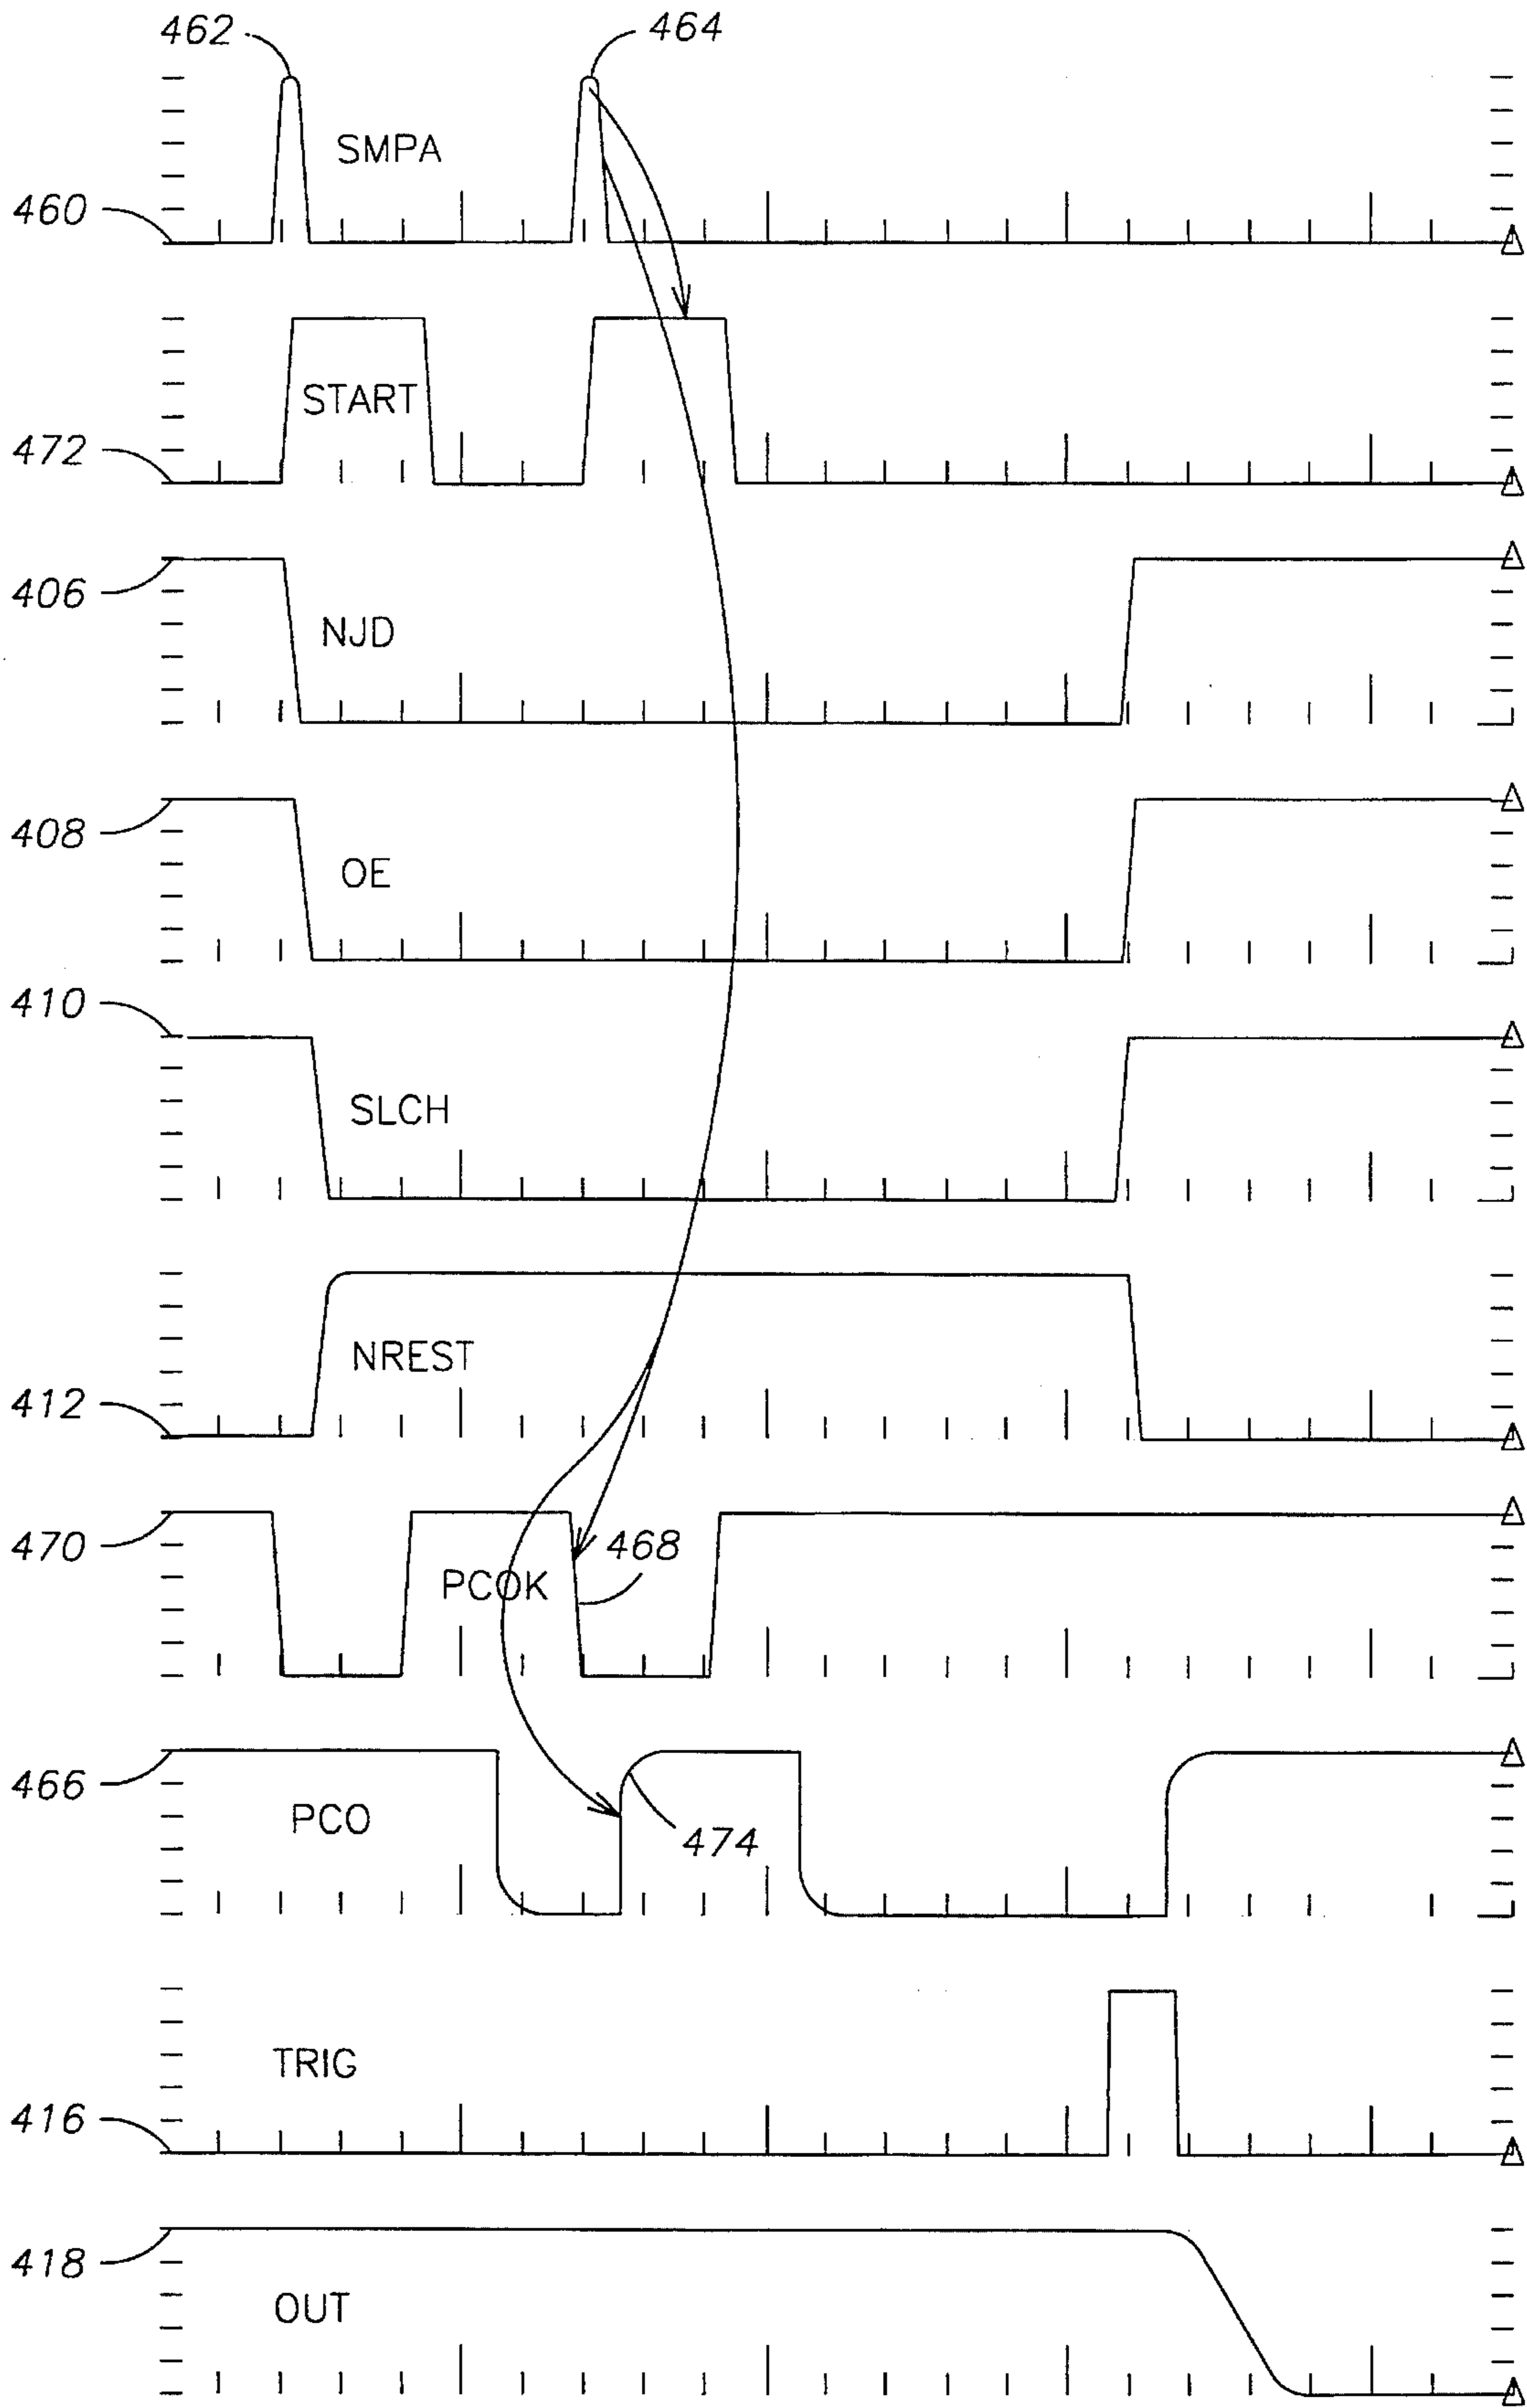 462
464
SMPA
460
START
472
406
NJD
408
OE
410
SLCH
NREST
412
470
468
PCOK
466
PCO
474
TRIG
416
418
OUT